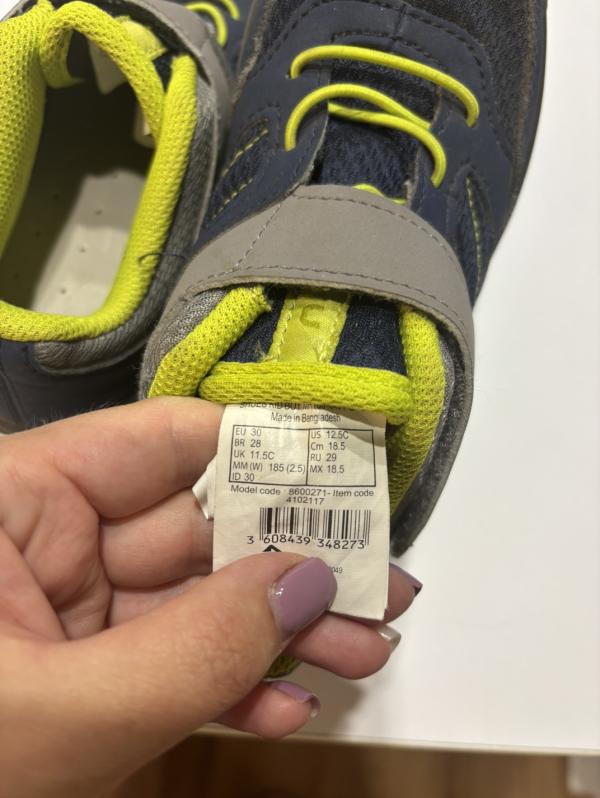 Made in Bangladesh
EU 30 US 12.5C
BR 28 Cm 18.5
UK 11.5C RU 29
MM (W) 185 (2.5) MX 18.5
ID 30
Model code : 8600271- Item code
4102117
3 608439 348273